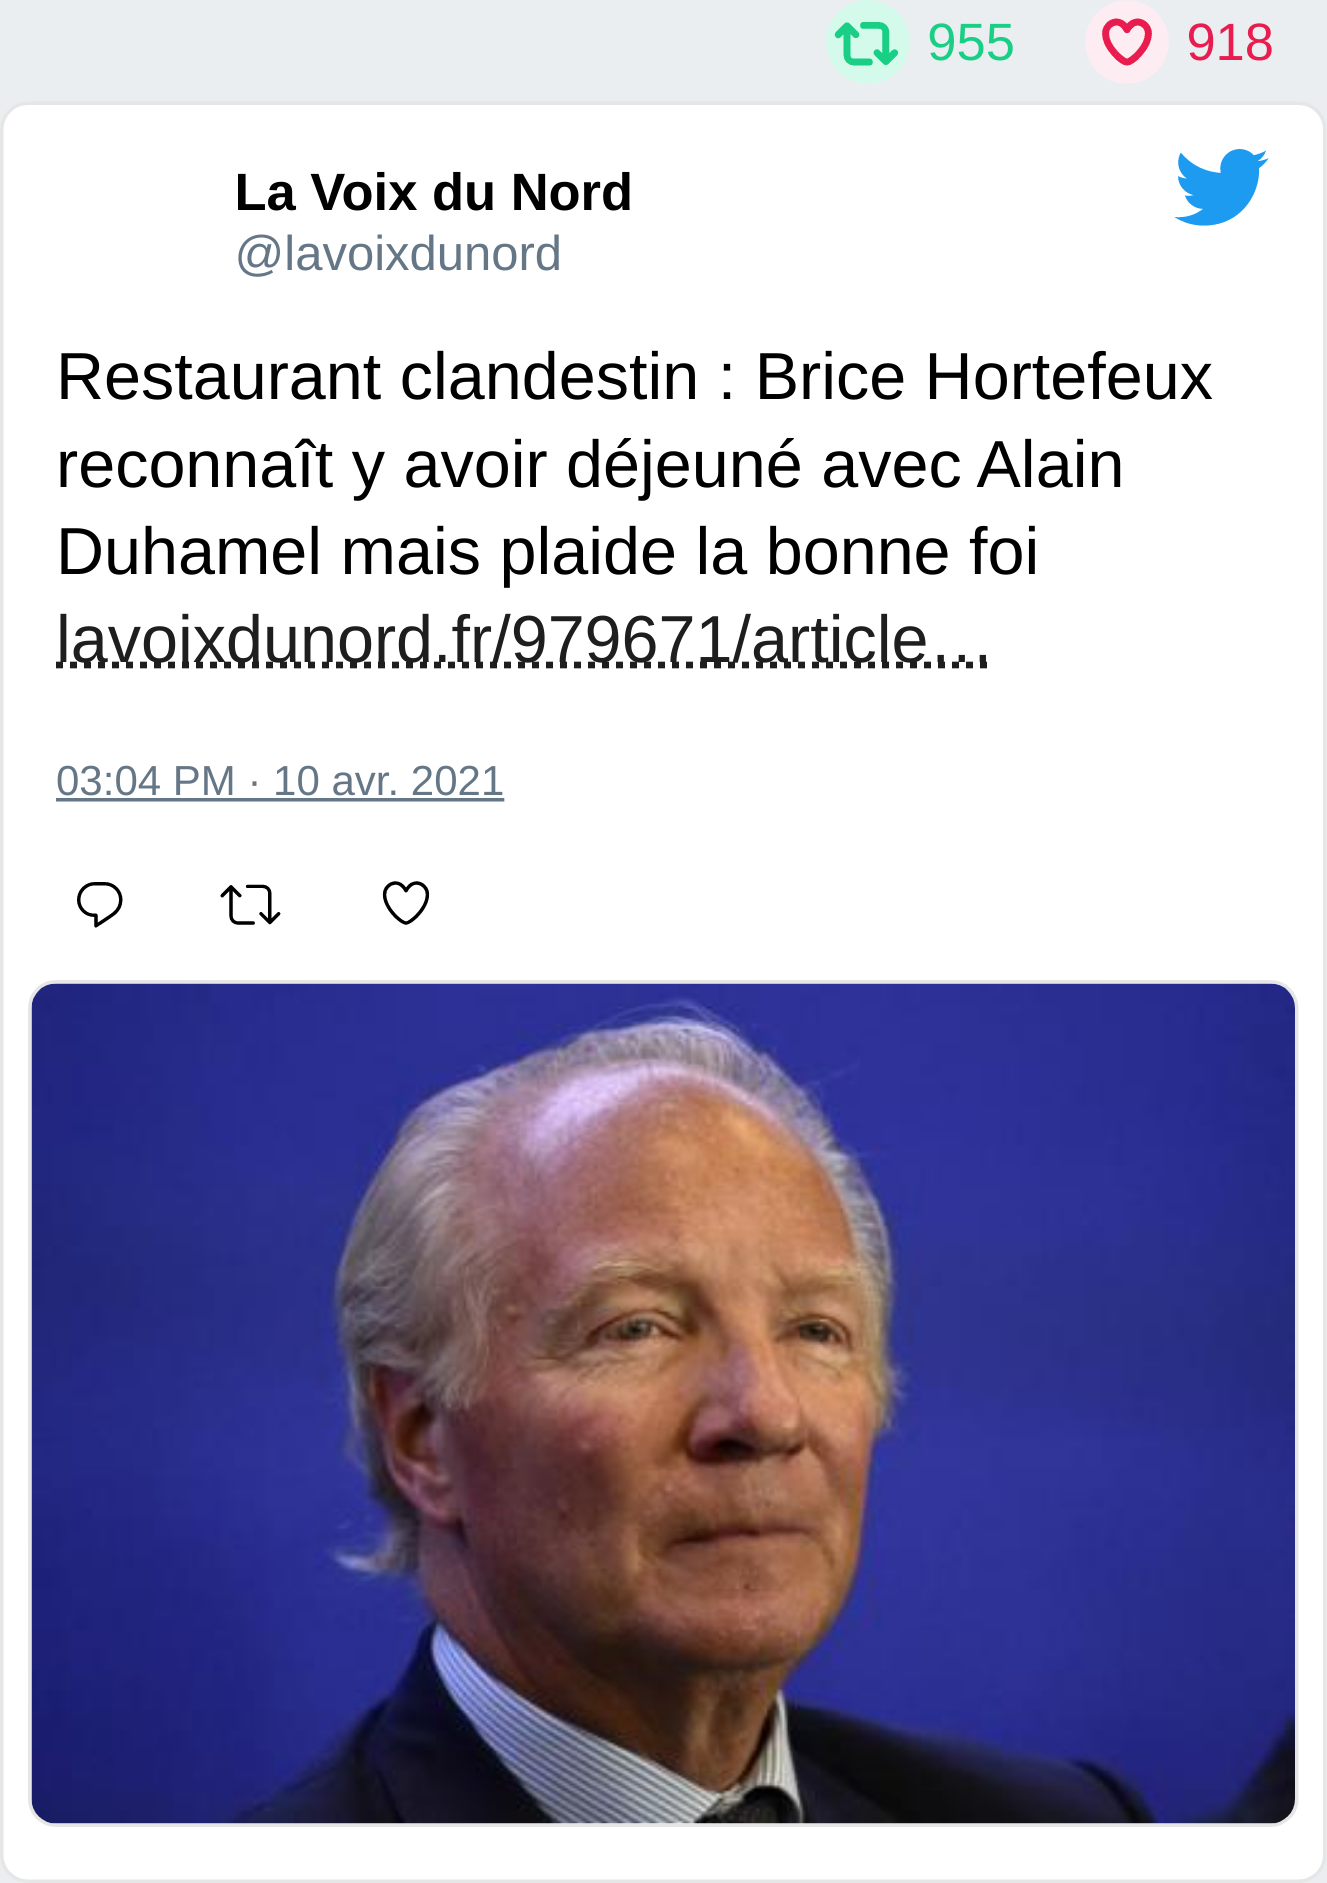 955 918
La Voix du Nord
@lavoixdunord
Restaurant clandestin : Brice Hortefeux
reconnaît y avoir déjeuné avec Alain
Duhamel mais plaide la bonne foi
lavoixdunord.fr/979671/article…
03:04 PM · 10 avr. 2021